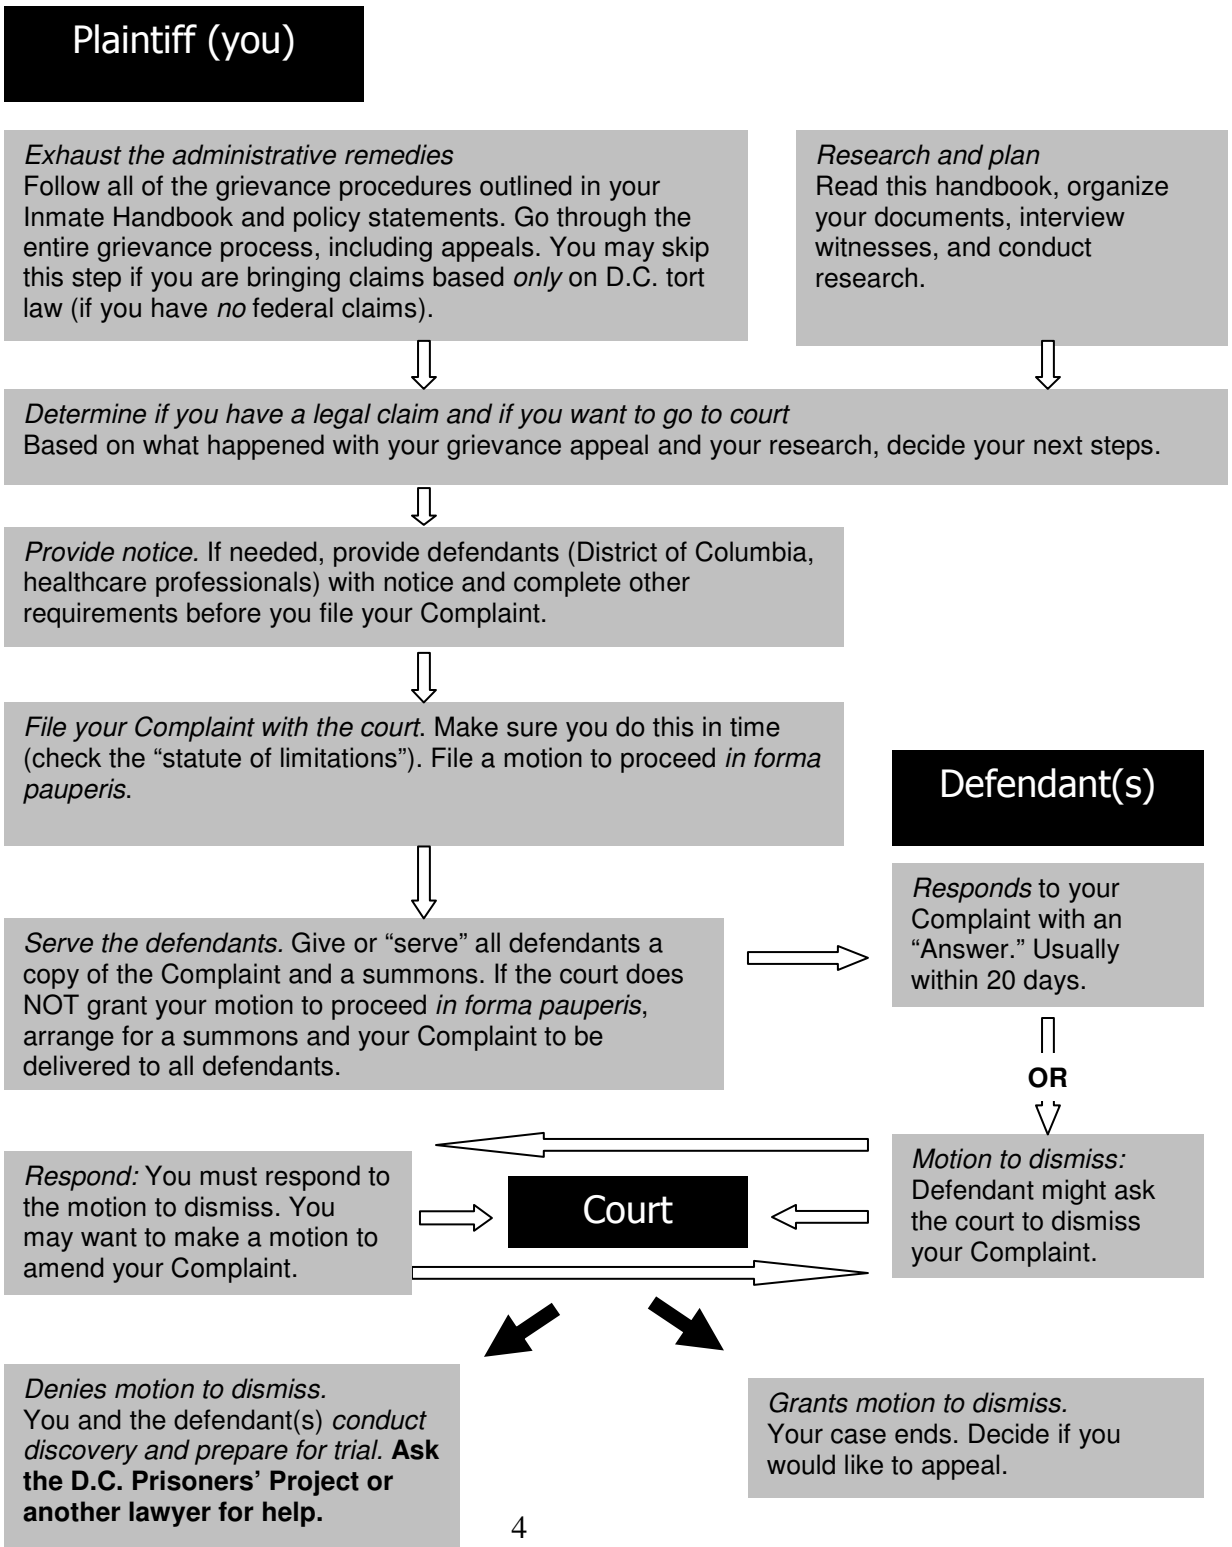 Plaintiff (you)
Exhaust the administrative remedies
Follow all of the grievance procedures outlined in your
Inmate Handbook and policy statements. Go through the
entire grievance process, including appeals. You may skip
this step if you are bringing claims based only on D.C. tort
law (if you have no federal claims).
Research and plan
Read this handbook, organize
your documents, interview
witnesses, and conduct
research.
Determine if you have a legal claim and if you want to go to court
Based on what happened with your grievance appeal and your research, decide your next steps.
Provide notice. If needed, provide defendants (District of Columbia,
healthcare professionals) with notice and complete other
requirements before you file your Complaint.
File your Complaint with the court. Make sure you do this in time
(check the “statute of limitations”). File a motion to proceed in forma
pauperis.
Defendant(s)
Serve the defendants. Give or “serve” all defendants a
copy of the Complaint and a summons. If the court does
NOT grant your motion to proceed in forma pauperis,
arrange for a summons and your Complaint to be
delivered to all defendants.
Responds to your
Complaint with an
“Answer.” Usually
within 20 days.
OR
Motion to dismiss:
Defendant might ask
the court to dismiss
your Complaint.
Respond: You must respond to
the motion to dismiss. You
may want to make a motion to
amend your Complaint.
Court
Denies motion to dismiss.
You and the defendant(s) conduct
discovery and prepare for trial. Ask
the D.C. Prisoners’ Project or
another lawyer for help.
Grants motion to dismiss.
Your case ends. Decide if you
would like to appeal.
4